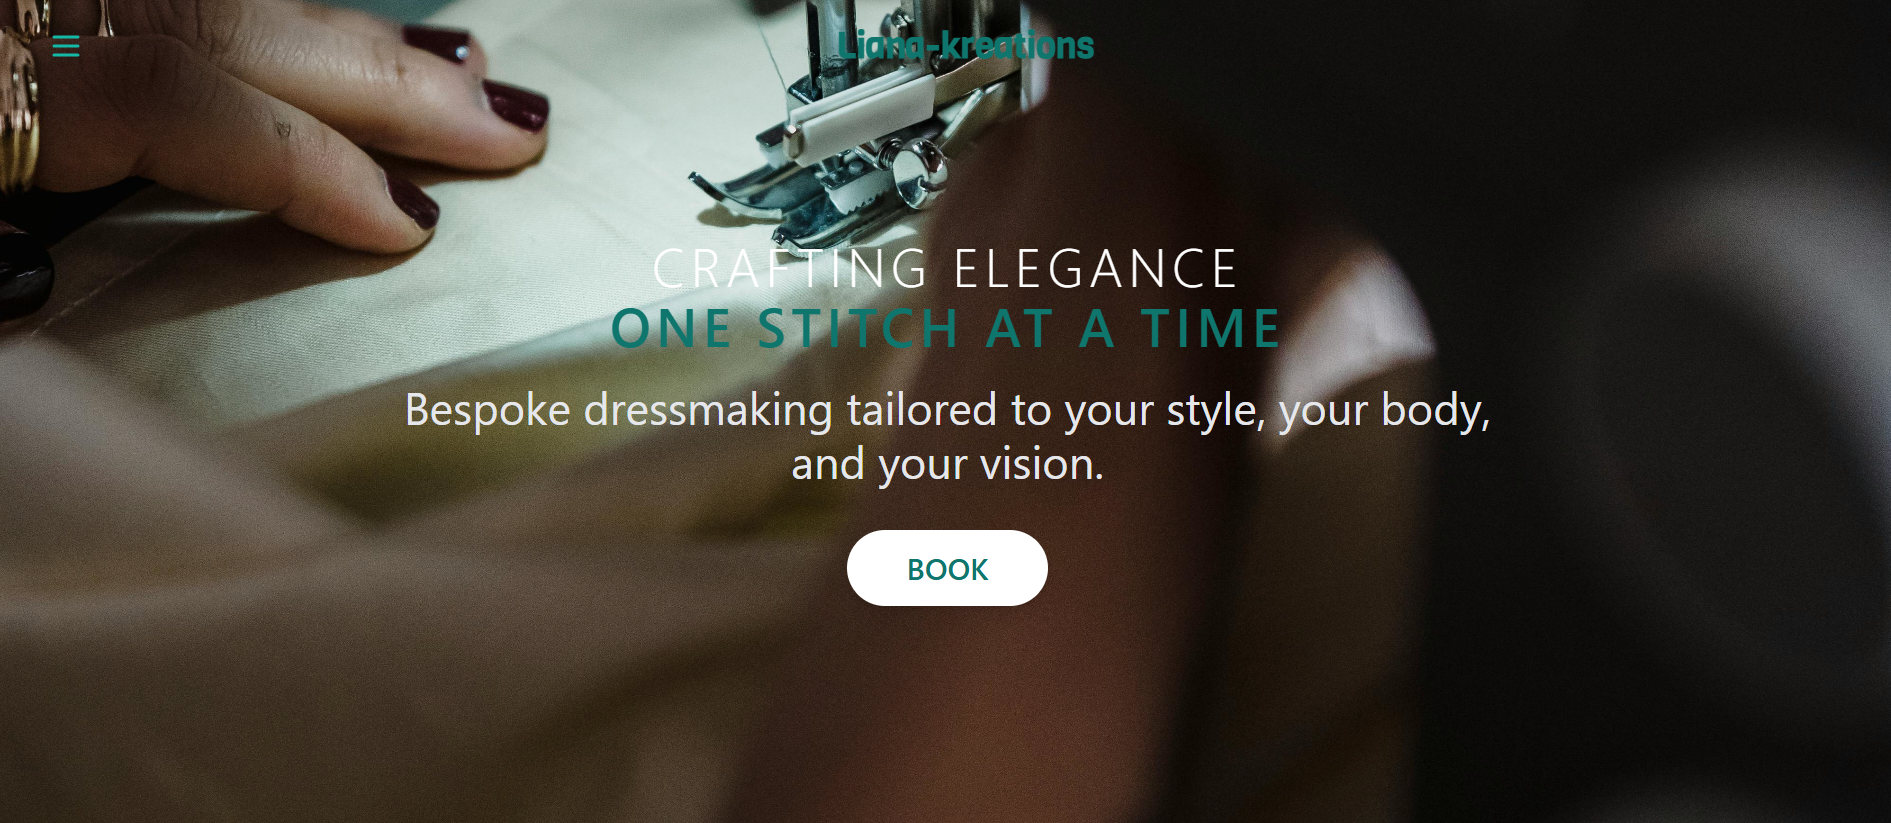 Liana-kreations
CRAFTING ELEGANCE
ONE STITCH AT A TIME
Bespoke dressmaking tailored to your style, your body,
and your vision.
BOOK